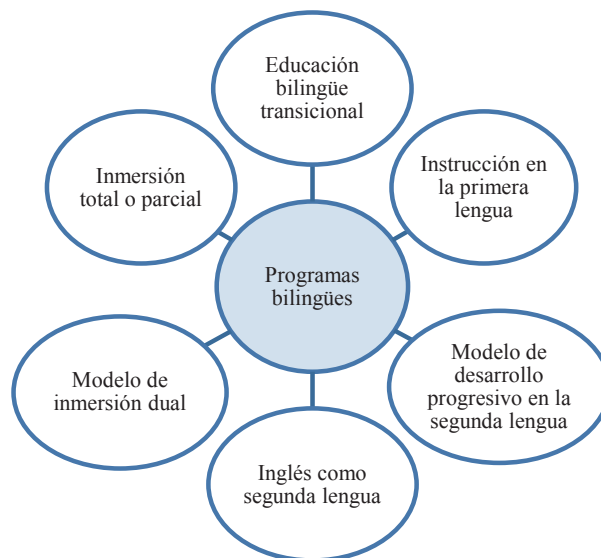 Educación
bilingüe
transicional
Inmersión
total o parcial
Instrucción en
la primera
lengua
Programas
bilingües
Modelo de
inmersión dual
Modelo de
desarrollo
progresivo en la
segunda lengua
Inglés como
segunda lengua